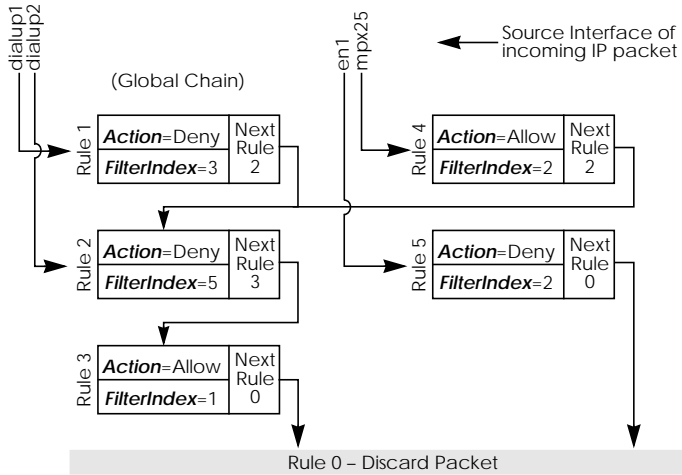 dialup1
dialup2
en1
mpx25
Source Interface of
incoming IP packet
(Global Chain)
Rule 1
Action=Deny
FilterIndex=3
Next
Rule
2
Rule 4
Action=Allow
FilterIndex=2
Next
Rule
2
Rule 2
Action=Deny
FilterIndex=5
Next
Rule
3
Rule 5
Action=Deny
FilterIndex=2
Next
Rule
0
Rule 3
Action=Allow
FilterIndex=1
Next
Rule
0
Rule 0 – Discard Packet